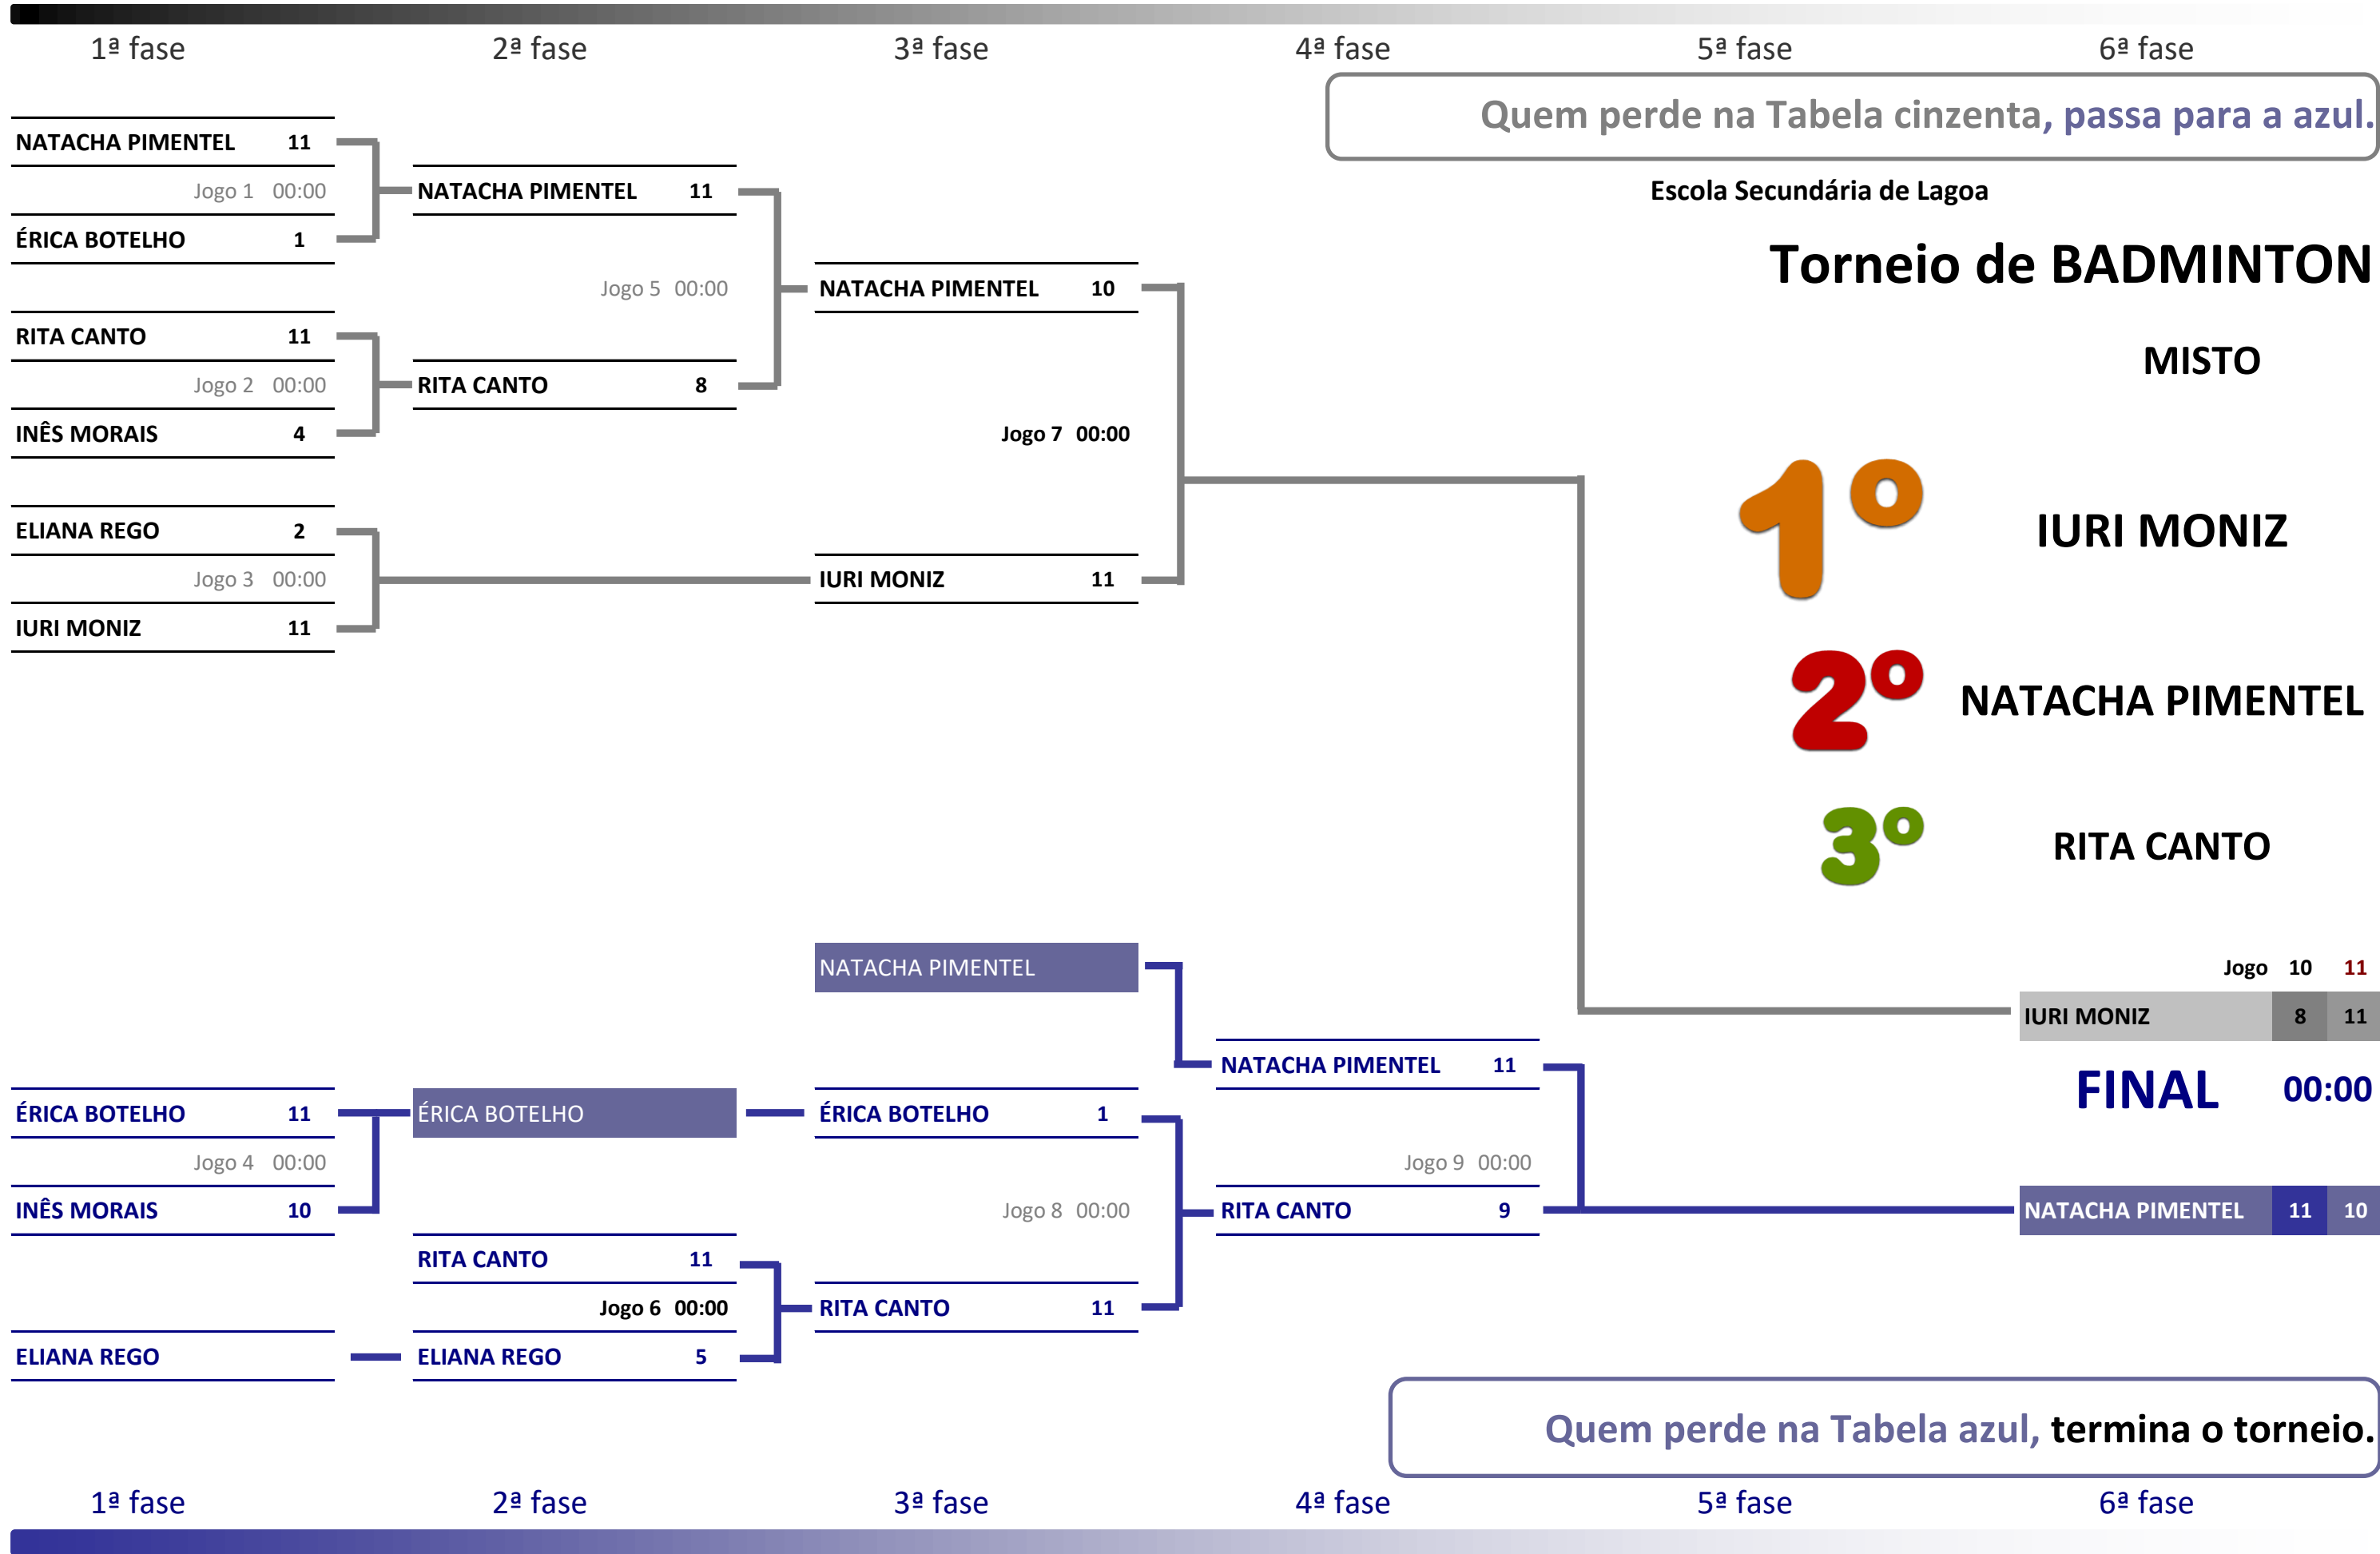 1ª fase 2ª fase 3ª fase 4ª fase 5ª fase 6ª fase
Quem perde na Tabela cinzenta, passa para a azul.
NATACHA PIMENTEL 11
Jogo 1 00:00
ÉRICA BOTELHO 1
NATACHA PIMENTEL 11
Escola Secundária de Lagoa
Torneio de BADMINTON
Jogo 5 00:00
NATACHA PIMENTEL 10
RITA CANTO 11
Jogo 2 00:00
INÊS MORAIS 4
RITA CANTO 8
MISTO
Jogo 7 00:00
1º IURI MONIZ
ELIANA REGO 2
Jogo 3 00:00
IURI MONIZ 11
IURI MONIZ 11
2º NATACHA PIMENTEL
3º RITA CANTO
NATACHA PIMENTEL
Jogo 10 11
IURI MONIZ 8 11
NATACHA PIMENTEL 11
FINAL 00:00
ÉRICA BOTELHO 11
ÉRICA BOTELHO
ÉRICA BOTELHO 1
Jogo 4 00:00
Jogo 9 00:00
INÊS MORAIS 10
Jogo 8 00:00
RITA CANTO 9
NATACHA PIMENTEL 11 10
RITA CANTO 11
Jogo 6 00:00
RITA CANTO 11
ELIANA REGO
ELIANA REGO 5
Quem perde na Tabela azul, termina o torneio.
1ª fase 2ª fase 3ª fase 4ª fase 5ª fase 6ª fase